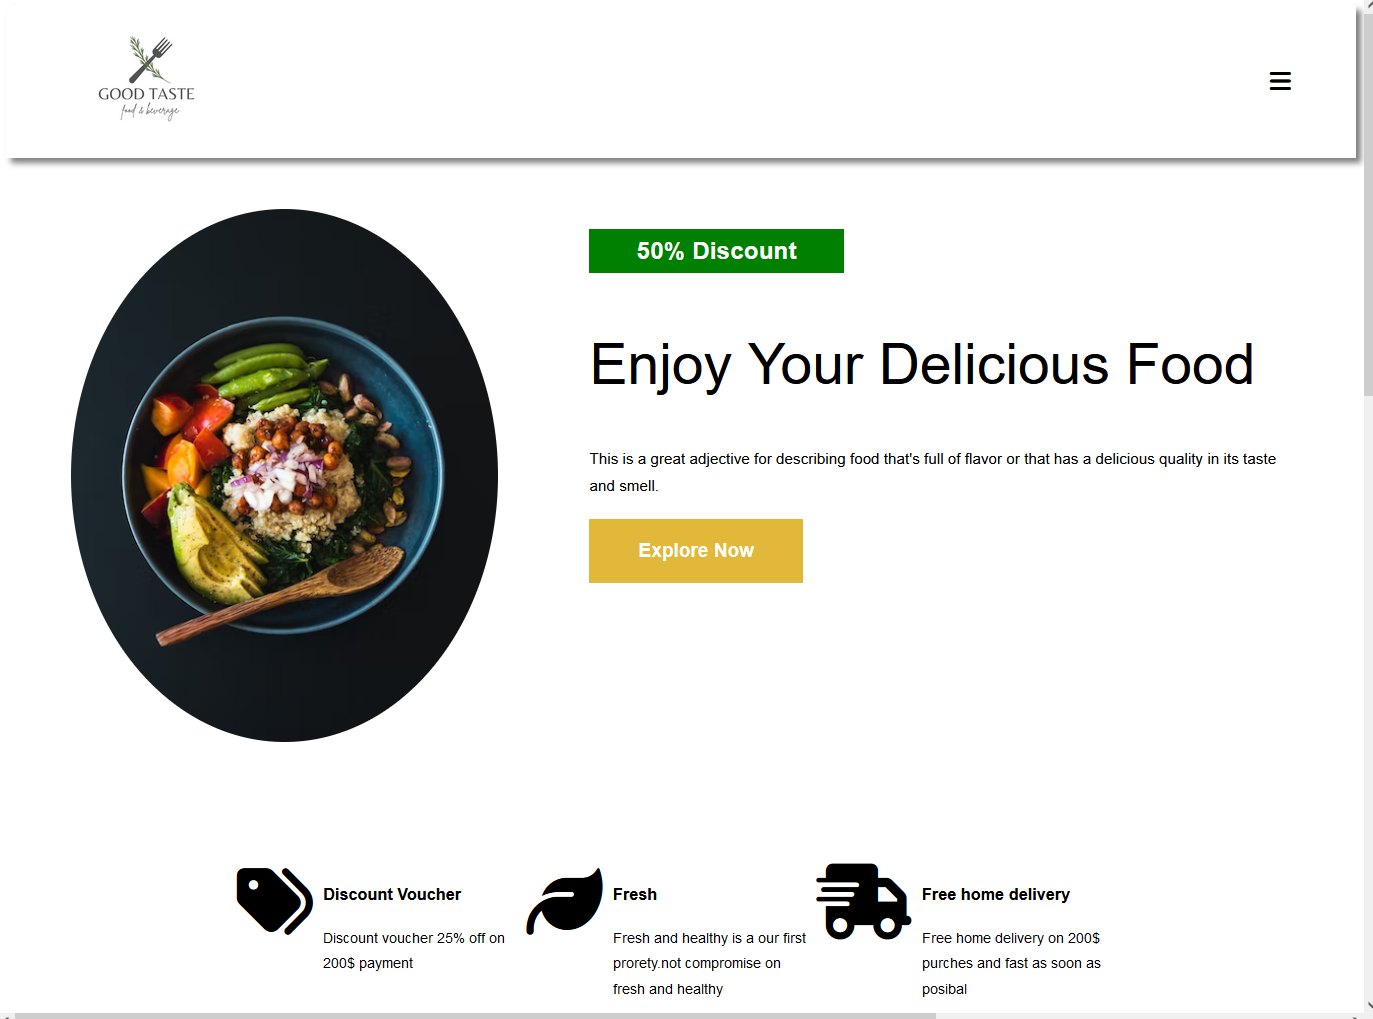 GOOD TASTE
food & beverage
50% Discount
Enjoy Your Delicious Food
This is a great adjective for describing food that's full of flavor or that has a delicious quality in its taste
and smell.
Explore Now
Discount Voucher
Discount voucher 25% off on
200$ payment
Fresh
Fresh and healthy is a our first
prorety.not compromise on
fresh and healthy
Free home delivery
Free home delivery on 200$
purches and fast as soon as
posibal